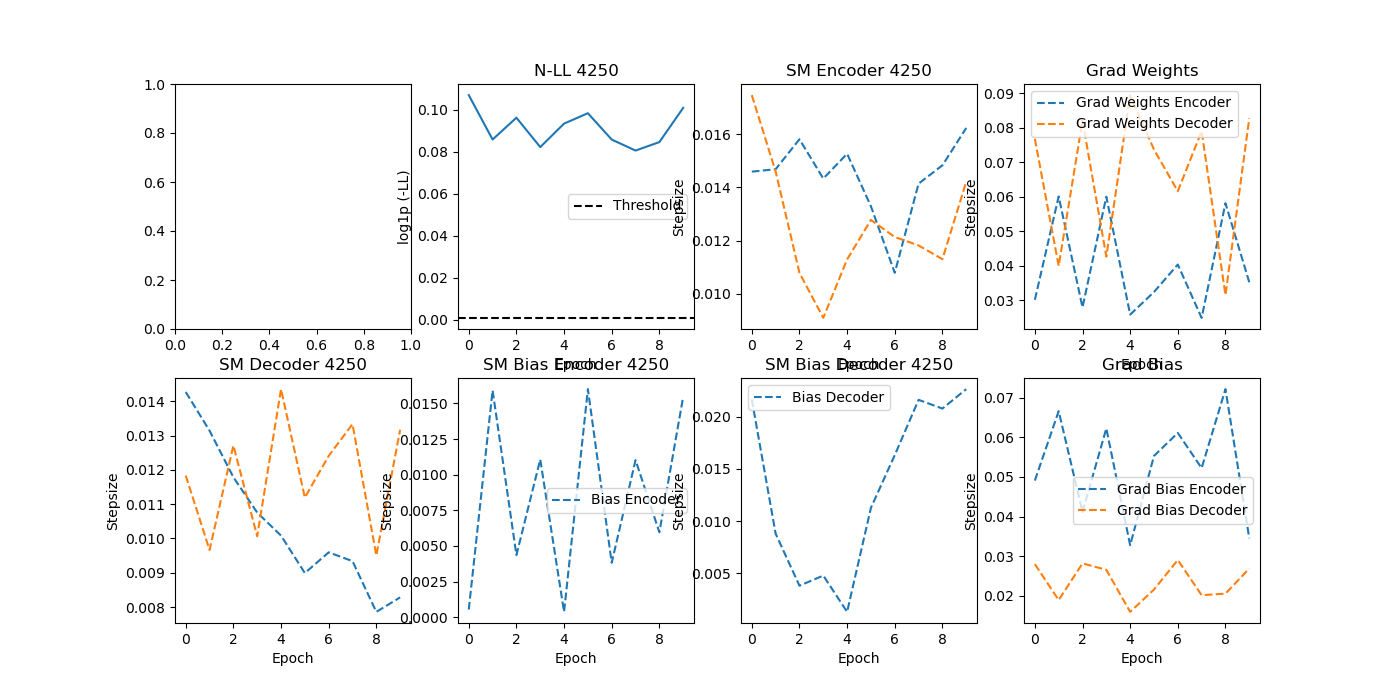 N-LL 4250
SM Encoder 4250
Grad Weights
1.0
0.8
0.6
0.4
0.2
0.0
0.0 0.2 0.4 0.6 0.8 1.0
log1p (-LL)
0.10
0.08
0.06
0.04
0.02
0.00
Threshold
0 2 4 6 8
Epoch
Stepsize
0.016
0.014
0.012
0.010
0 2 4 6 8
Epoch
Stepsize
0.09
0.08
0.07
0.06
0.05
0.04
0.03
Grad Weights Encoder
Grad Weights Decoder
0 2 4 6 8
Epoch
SM Decoder 4250
SM Bias Encoder 4250
SM Bias Decoder 4250
Grad Bias
Stepsize
0.014
0.013
0.012
0.011
0.010
0.009
0.008
0 2 4 6 8
Epoch
Stepsize
0.0150
0.0125
0.0100
0.0075
0.0050
0.0025
0.0000
Bias Encoder
0 2 4 6 8
Epoch
Stepsize
0.020
0.015
0.010
0.005
Bias Decoder
0 2 4 6 8
Epoch
Stepsize
0.07
0.06
0.05
0.04
0.03
0.02
Grad Bias Encoder
Grad Bias Decoder
0 2 4 6 8
Epoch